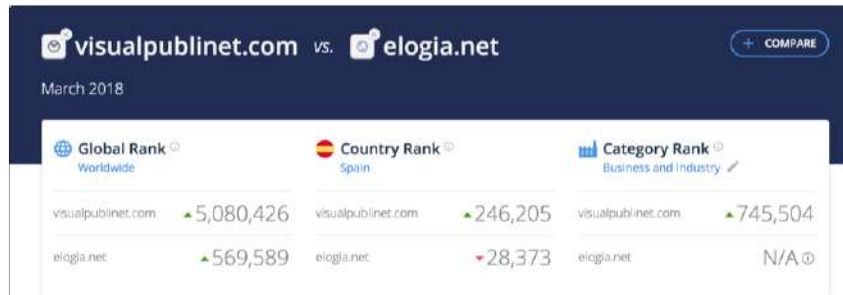 visualpublinet.com vs. elogia.net
+ COMPARE
March 2018
Global Rank
Worldwide
Country Rank
Spain
Category Rank
Business and Industry
visualpublinet.com 5,080,426 visualpublinet.com 246,205 visualpublinet.com 745,504
elogia.net 569,589 elogia.net 28,373 elogia.net N/A